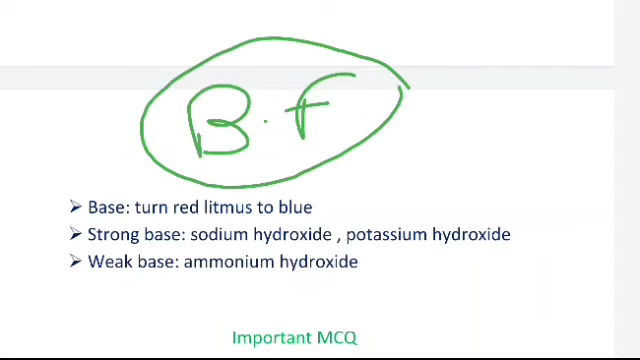 B.F
➢ Base: turn red litmus to blue
➢ Strong base: sodium hydroxide , potassium hydroxide
➢ Weak base: ammonium hydroxide
Important MCQ